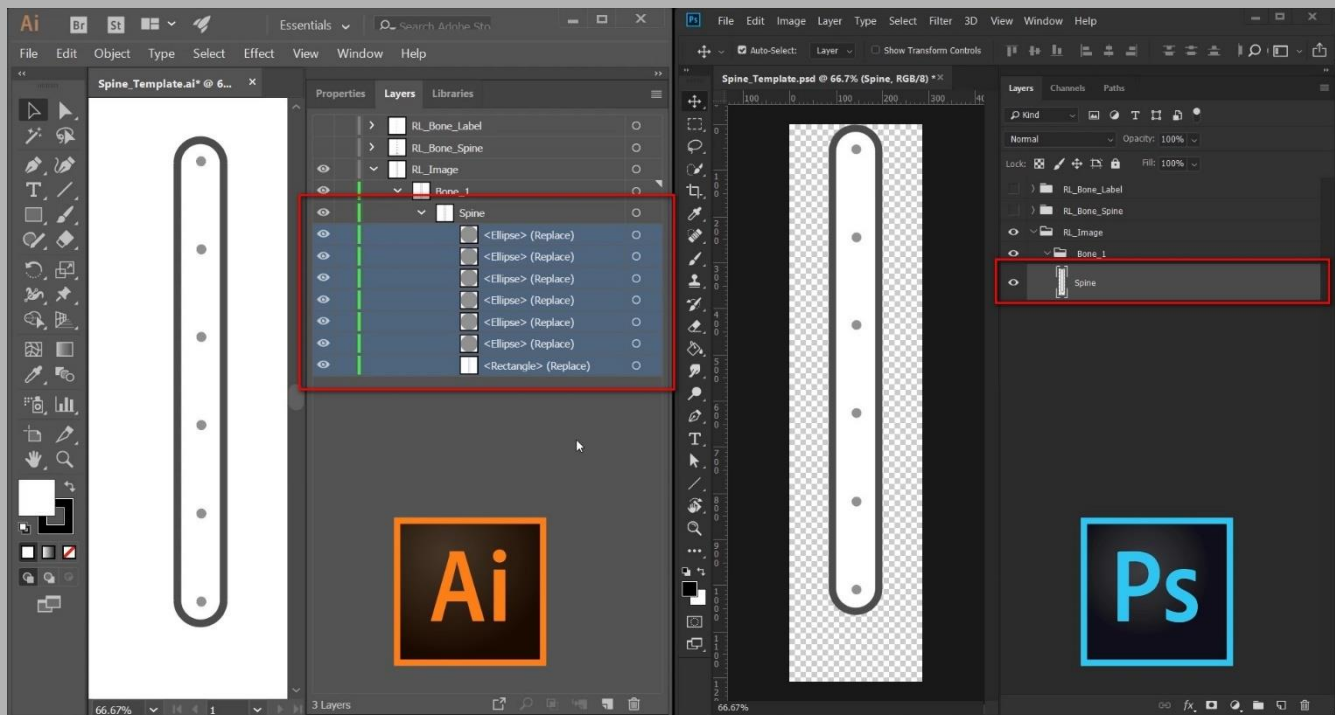 Ai Br St Essentials Search Adobe Sto
File Edit Object Type Select Effect View Window Help
Spine_Template.ai* @ 6... ×
Properties Layers Libraries
RL_Bone_Label
RL_Bone_Spine
RL_Image
Bone_1
Spine
<Ellipse> (Replace)
<Ellipse> (Replace)
<Ellipse> (Replace)
<Ellipse> (Replace)
<Ellipse> (Replace)
<Ellipse> (Replace)
<Rectangle> (Replace)
Ai
66.67% 1 3 Layers
Ps File Edit Image Layer Type Select Filter 3D View Window Help
Auto-Select: Layer Show Transform Controls
Spine_Template.psd @ 66.7% (Spine, RGB/8) * ×
100 0 100 200 300
Layers Channels Paths
Kind
Normal Opacity: 100%
Lock: Fill: 100%
RL_Bone_Label
RL_Bone_Spine
RL_Image
Bone_1
Spine
Ps
66.67%
fx